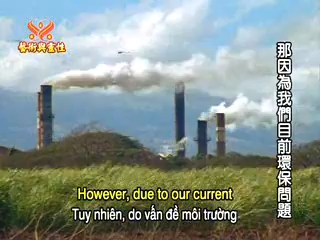 藝術與靈性
那因為我們目前環保問題
However, due to our current
Tuy nhiên, do vấn đề môi trường